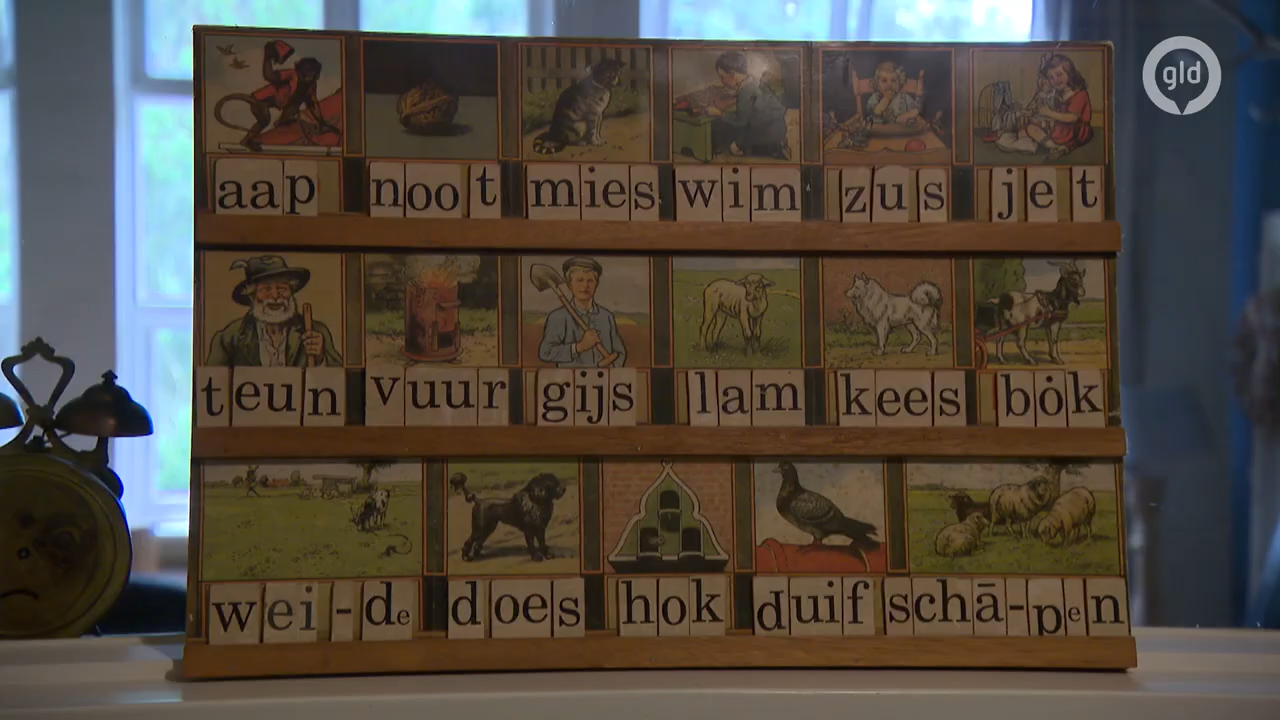 gld
aap noot mies wim zus jet
teun vuur gijs lam kees bȯk
wei-de does hok duif schā-pen